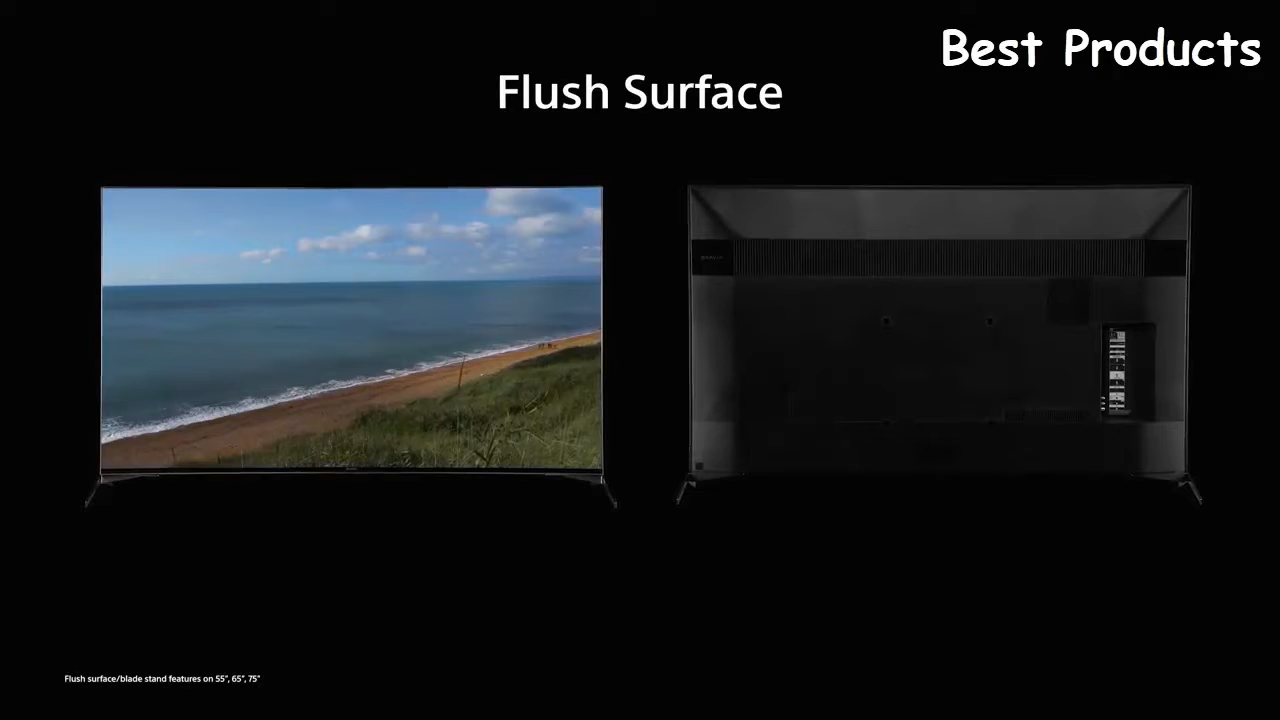 Best Products
Flush Surface
Flush surface/blade stand features on 55", 65", 75"